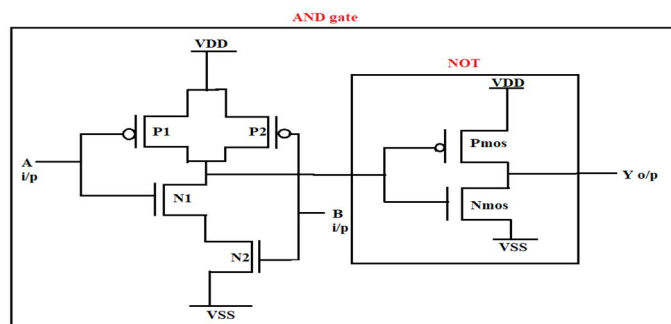 AND gate
VDD
NOT
VDD
P1
P2
Pmos
A
i/p
Y o/p
N1
Nmos
B
i/p
VSS
N2
VSS